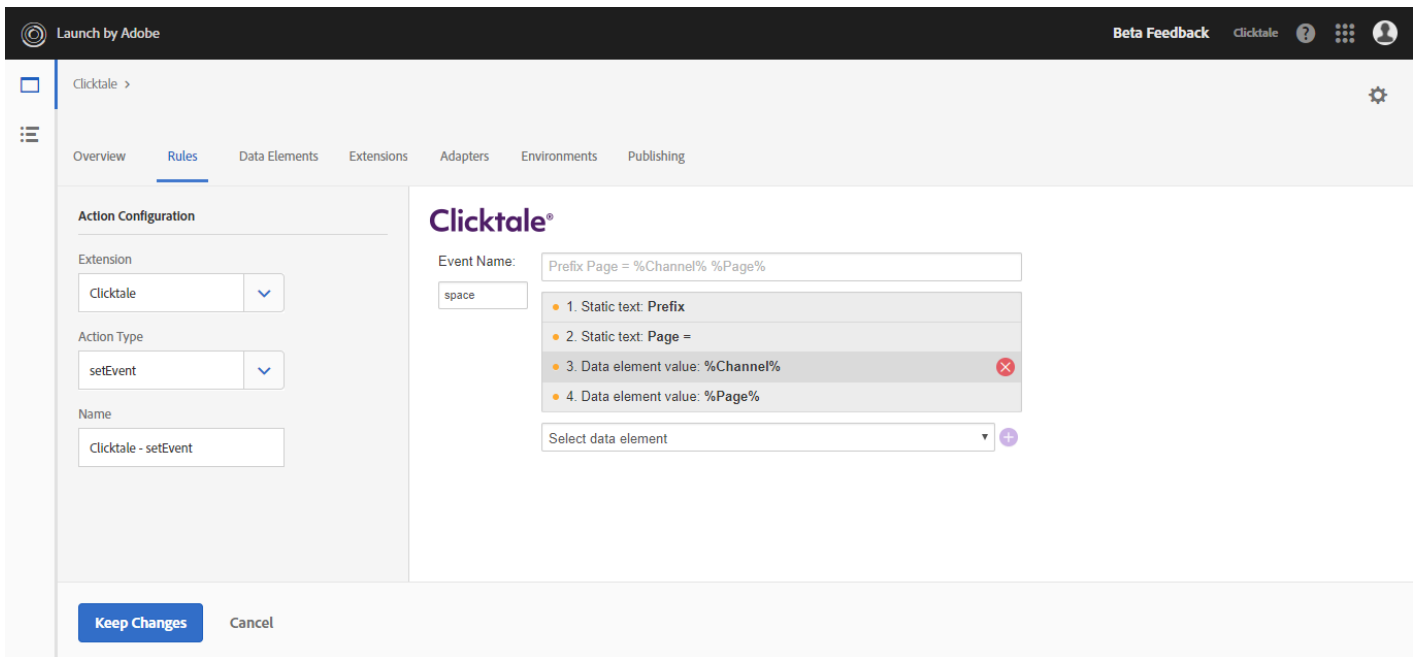 Launch by Adobe
Beta Feedback Clicktale ?
Clicktale >
Overview Rules Data Elements Extensions Adapters Environments Publishing
Action Configuration
Extension
Clicktale
Action Type
setEvent
Name
Clicktale - setEvent
Clicktale®
Event Name: Prefix Page = %Channel% %Page%
space
• 1. Static text: Prefix
• 2. Static text: Page =
• 3. Data element value: %Channel%
• 4. Data element value: %Page%
Select data element
Keep Changes Cancel